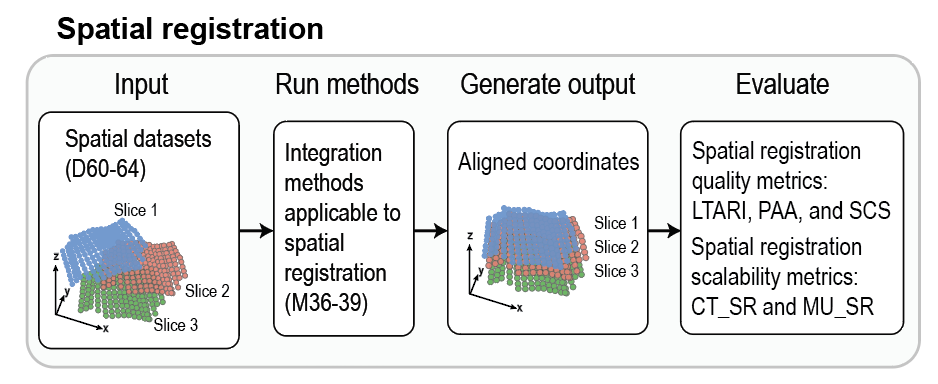 Spatial registration
Input
Run methods
Generate output
Evaluate
Spatial datasets
(D60-64)
Slice 1
Slice 2
Slice 3
z
y
x
Integration
methods
applicable to
spatial
registration
(M36-39)
Aligned coordinates
Slice 1
Slice 2
Slice 3
z
y
x
Spatial registration
quality metrics:
LTARI, PAA, and SCS
Spatial registration
scalability metrics:
CT_SR and MU_SR